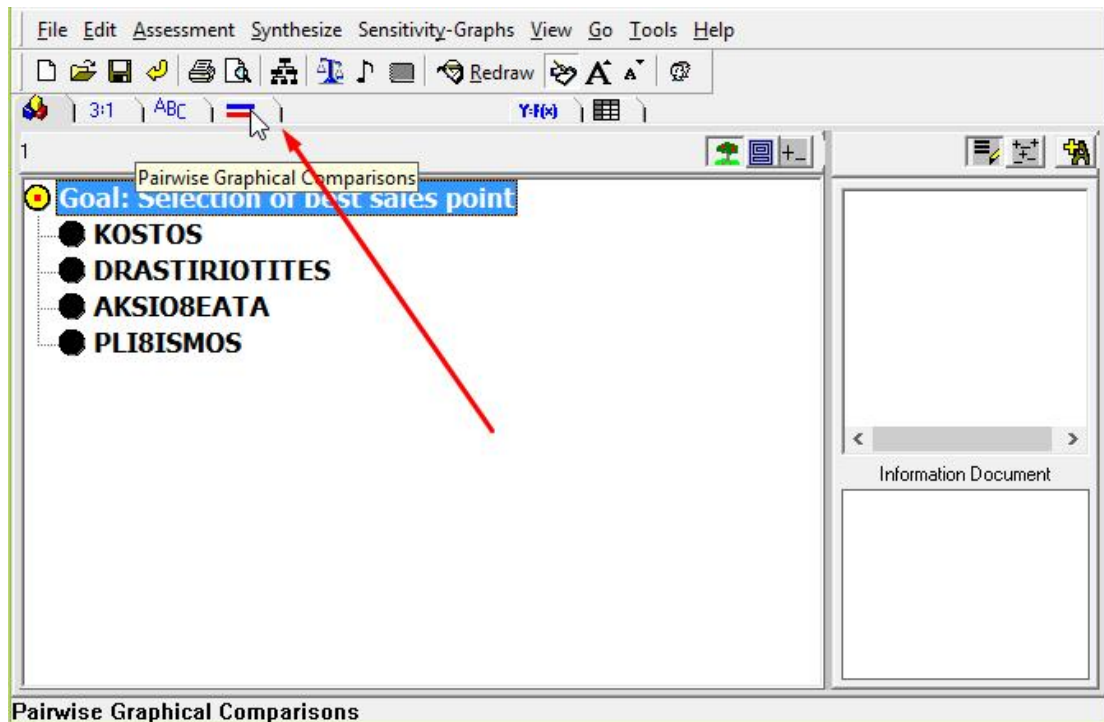 File Edit Assessment Synthesize Sensitivity-Graphs View Go Tools Help
Redraw A A
3:1 ABC Y=F(x)
1
Pairwise Graphical Comparisons
Goal: Selection of best sales point
KOSTOS
DRASTIRIOTITES
AKSIO8EATA
PLI8ISMOS
Information Document
Pairwise Graphical Comparisons